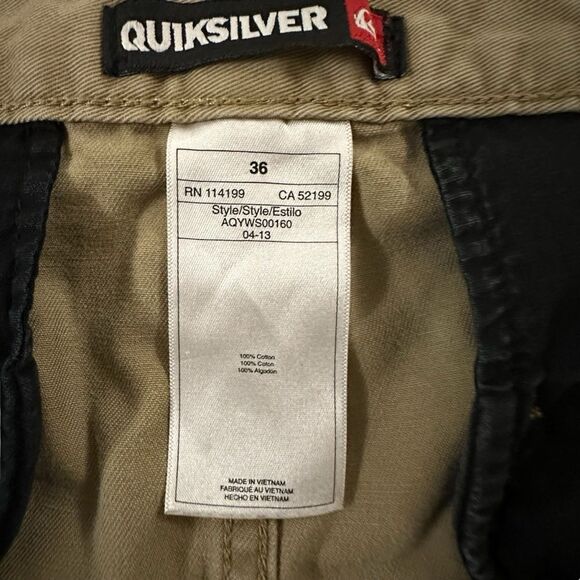 QUIKSILVER
36
RN 114199 CA 52199
Style/Style/Estilo
AQYWS00160
04-13
100% Cotton
100% Coton
100% Algodón
MADE IN VIETNAM
FABRIQUÉ AU VIETNAM
HECHO EN VIETNAM